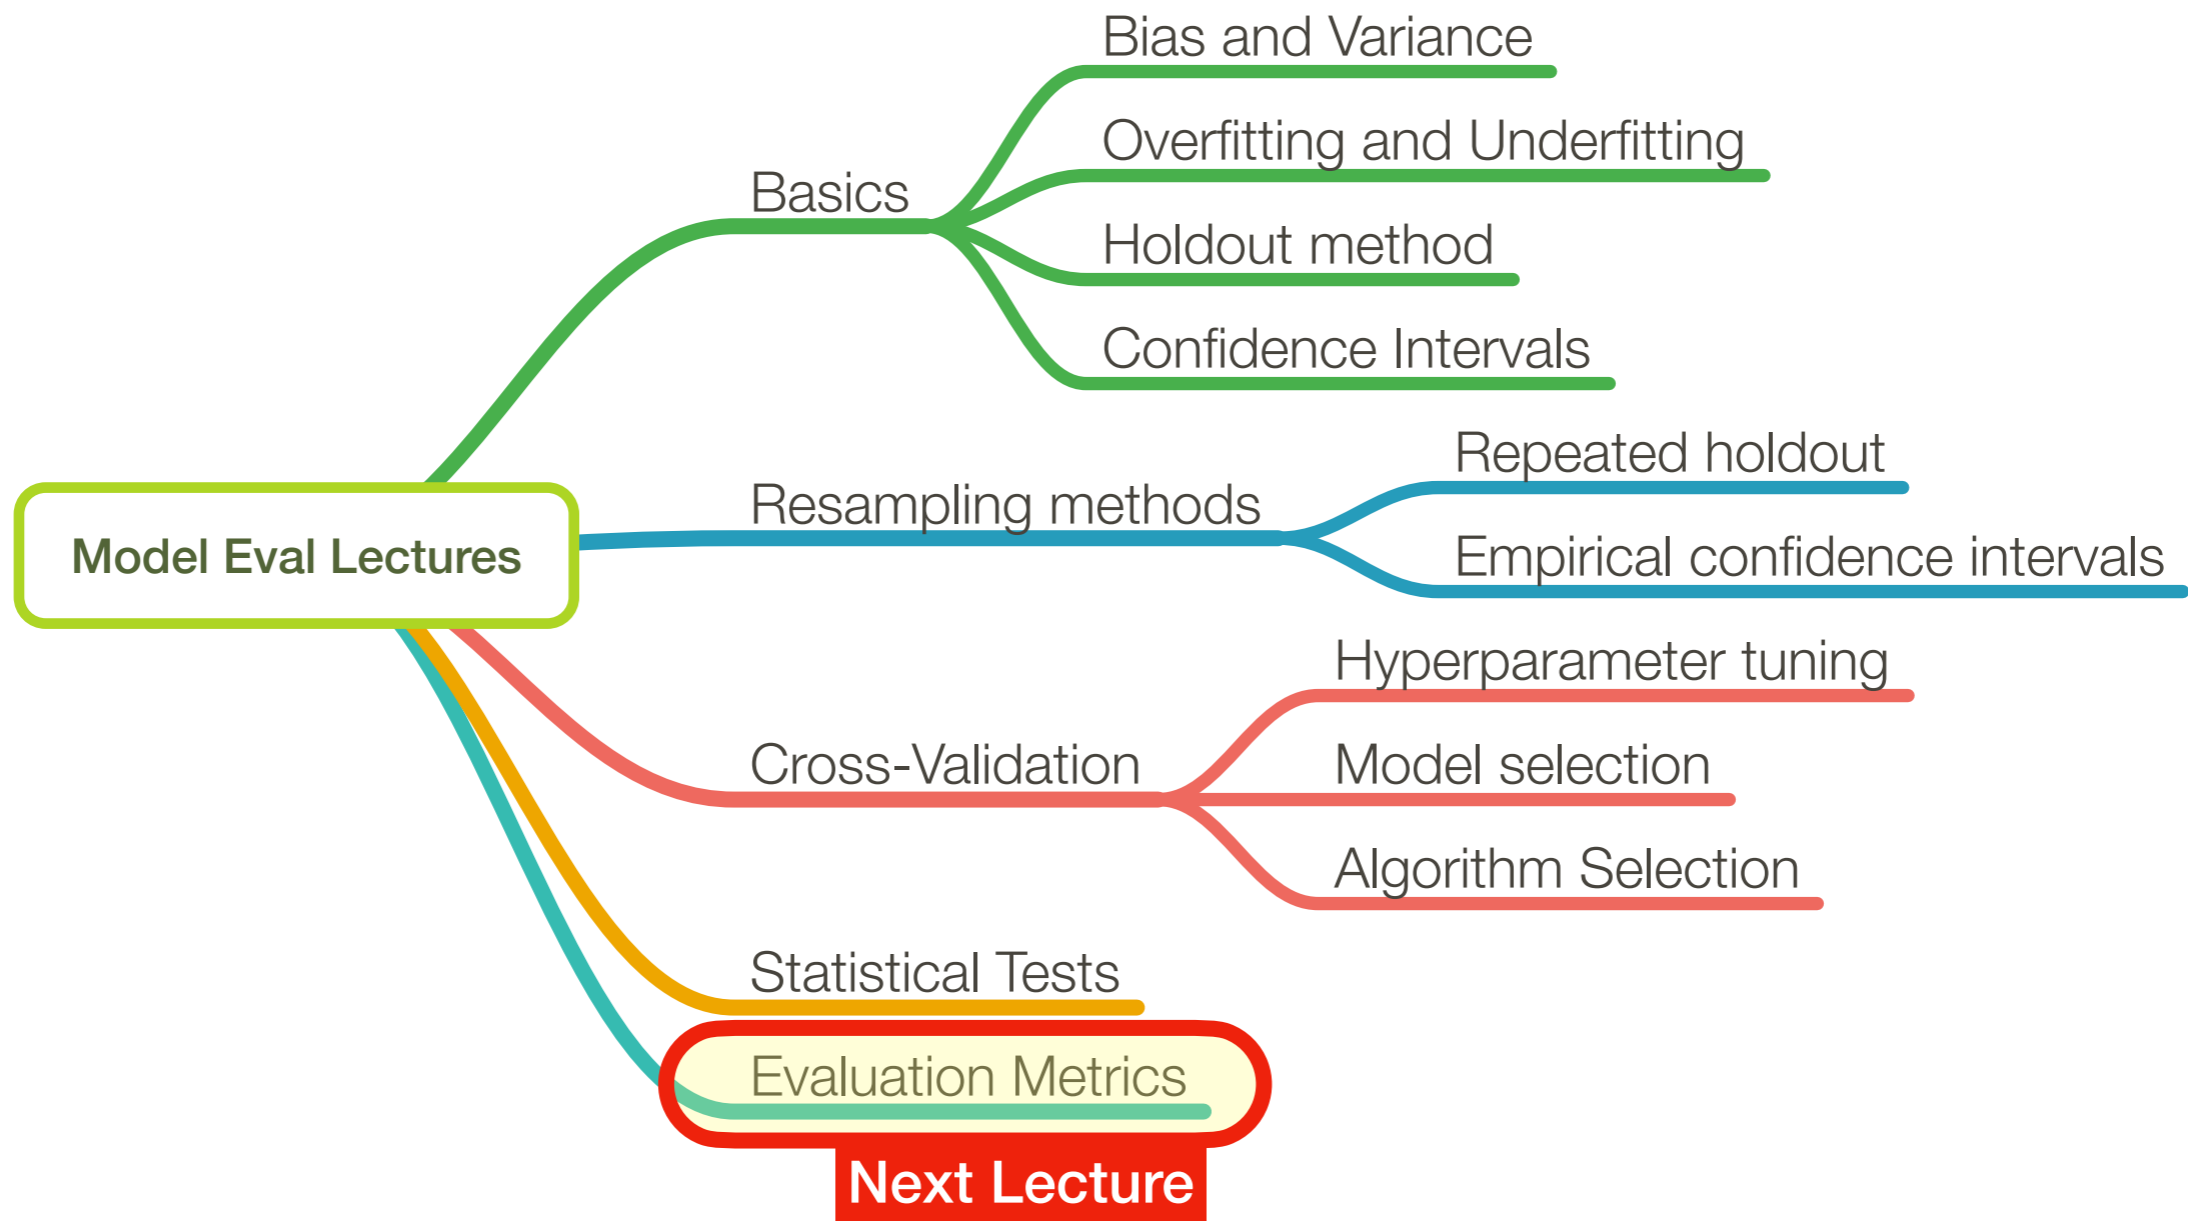 Bias and Variance
Overfitting and Underfitting
Basics
Holdout method
Confidence Intervals
Repeated holdout
Resampling methods
Empirical confidence intervals
Model Eval Lectures
Hyperparameter tuning
Cross-Validation
Model selection
Algorithm Selection
Statistical Tests
Evaluation Metrics
Next Lecture